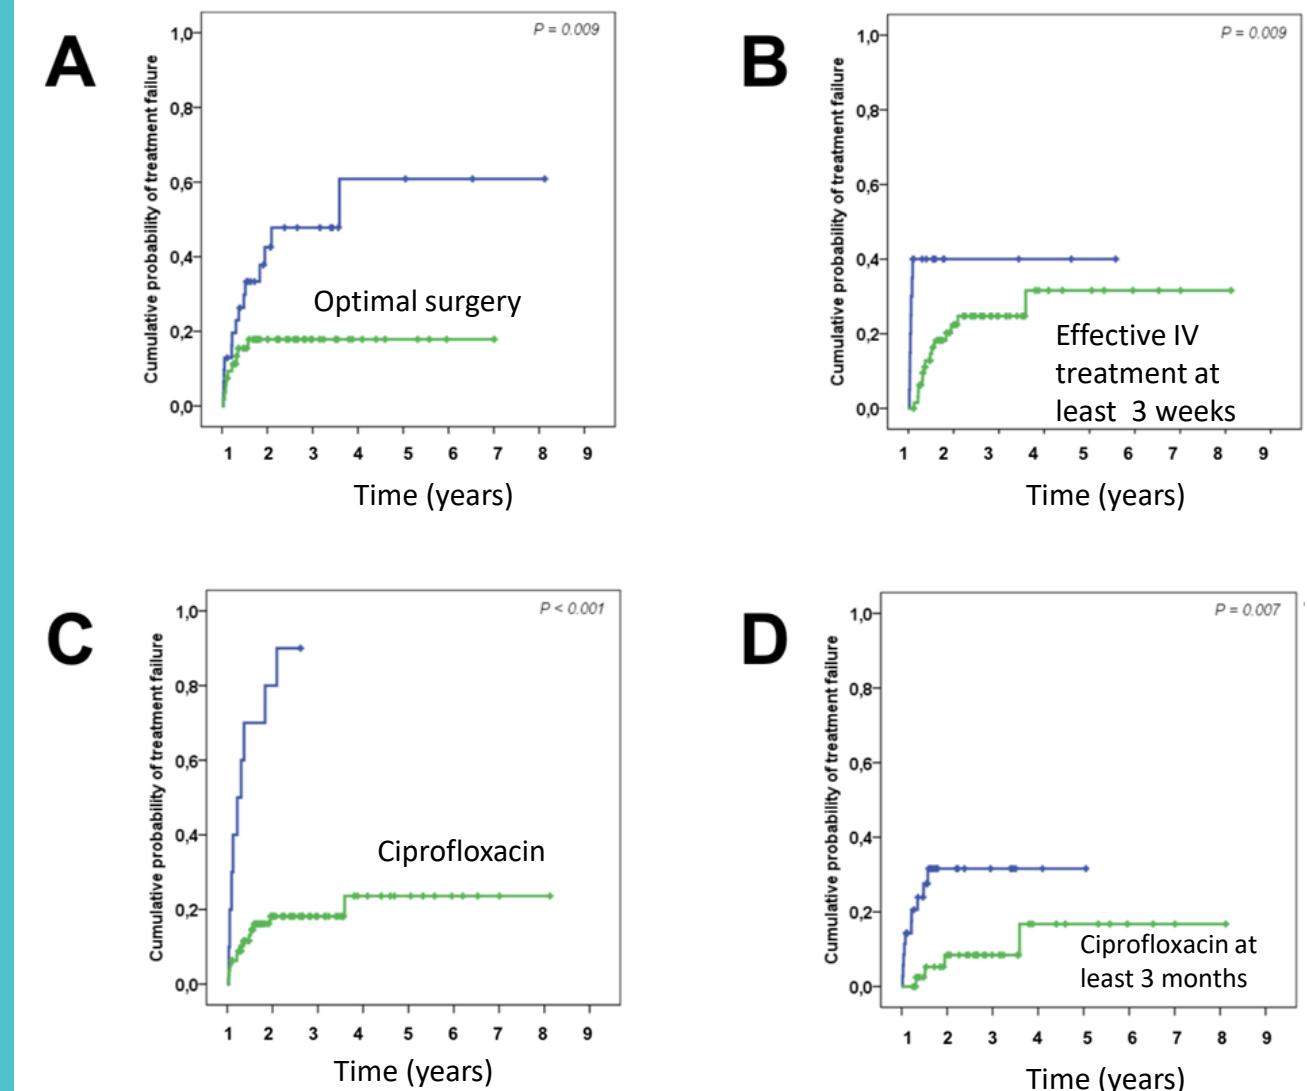 A
P = 0.009
Cumulative probability of treatment failure
1,0
0,8
0,6
0,4
0,2
0,0
Optimal surgery
1 2 3 4 5 6 7 8 9
Time (years)
B
P = 0.009
Cumulative probability of treatment failure
1,0
0,8
0,6
0,4
0,2
0,0
Effective IV
treatment at
least 3 weeks
1 2 3 4 5 6 7 8 9
Time (years)
C
P < 0.001
Cumulative probability of treatment failure
1,0
0,8
0,6
0,4
0,2
0,0
Ciprofloxacin
1 2 3 4 5 6 7 8 9
Time (years)
D
P = 0.007
Cumulative probability of treatment failure
1,0
0,8
0,6
0,4
0,2
0,0
Ciprofloxacin at
least 3 months
1 2 3 4 5 6 7 8 9
Time (years)